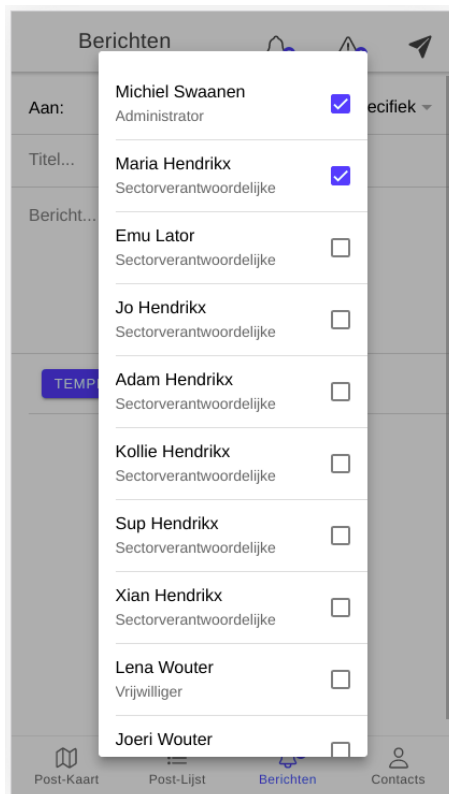 Berichten
Aan:
ecifiek
Titel...
Bericht...
TEMP
Michiel Swaanen
Administrator
Maria Hendrikx
Sectorverantwoordelijke
Emu Lator
Sectorverantwoordelijke
Jo Hendrikx
Sectorverantwoordelijke
Adam Hendrikx
Sectorverantwoordelijke
Kollie Hendrikx
Sectorverantwoordelijke
Sup Hendrikx
Sectorverantwoordelijke
Xian Hendrikx
Sectorverantwoordelijke
Lena Wouter
Vrijwilliger
Joeri Wouter
Post-Kaart
Post-Lijst
Berichten
Contacts